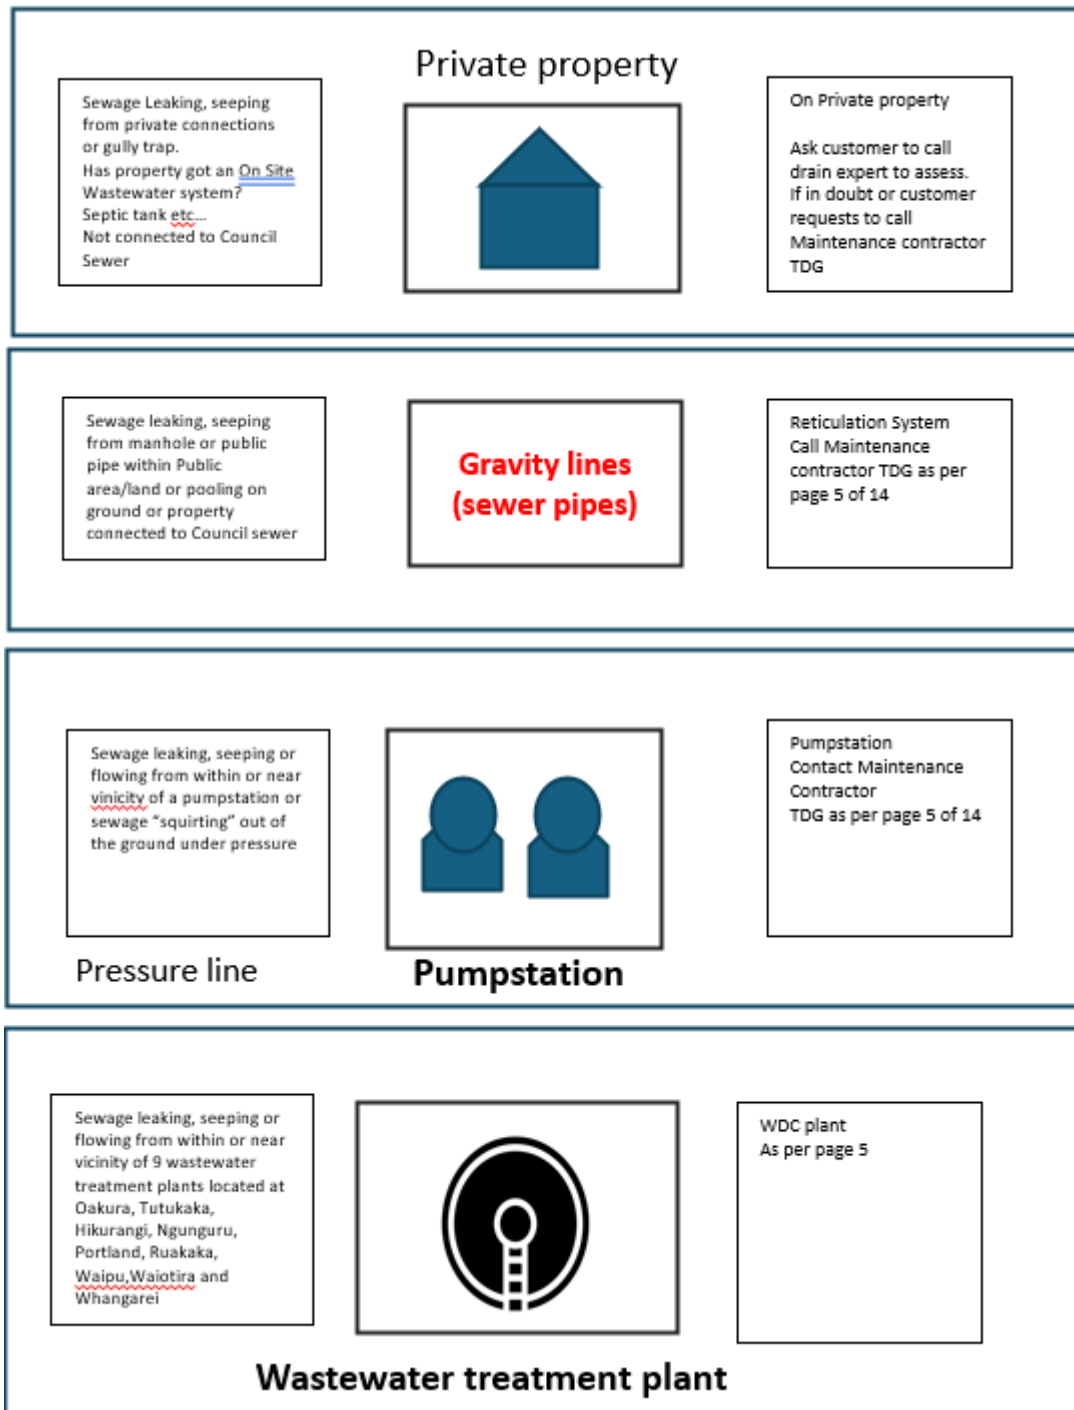 Private property
Sewage Leaking, seeping
from private connections
or gully trap.
Has property got an On Site
Wastewater system?
Septic tank etc...
Not connected to Council
Sewer
On Private property
Ask customer to call
drain expert to assess.
If in doubt or customer
requests to call
Maintenance contractor
TDG
Sewage leaking, seeping
from manhole or public
pipe within Public
area/land or pooling on
ground or property
connected to Council sewer
Gravity lines
(sewer pipes)
Reticulation System
Call Maintenance
contractor TDG as per
page 5 of 14
Sewage leaking, seeping or
flowing from within or near
vinicity of a pumpstation or
sewage “squirting” out of
the ground under pressure
Pressure line
Pumpstation
Pumpstation
Contact Maintenance
Contractor
TDG as per page 5 of 14
Sewage leaking, seeping or
flowing from within or near
vicinity of 9 wastewater
treatment plants located at
Oakura, Tutukaka,
Hikurangi, Ngunguru,
Portland, Ruakaka,
Waipu,Waiotira and
Whangarei
WDC plant
As per page 5
Wastewater treatment plant